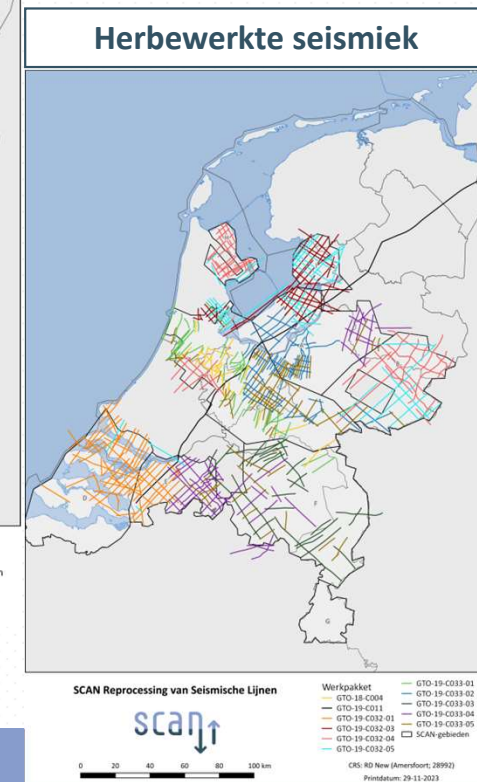 Herbewerkte seismiek
D
F
G
n
SCAN Reprocessing van Seismische Lijnen
scan
0 20 40 60 80 100 km
Werkpakket
GTO-18-C004
GTO-19-C011
GTO-19-C032-01
GTO-19-C032-03
GTO-19-C032-04
GTO-19-C032-05
GTO-19-C033-01
GTO-19-C033-02
GTO-19-C033-03
GTO-19-C033-04
GTO-19-C033-05
SCAN-gebieden
CRS: RD New (Amersfoort; 28992)
Printdatum: 29-11-2023